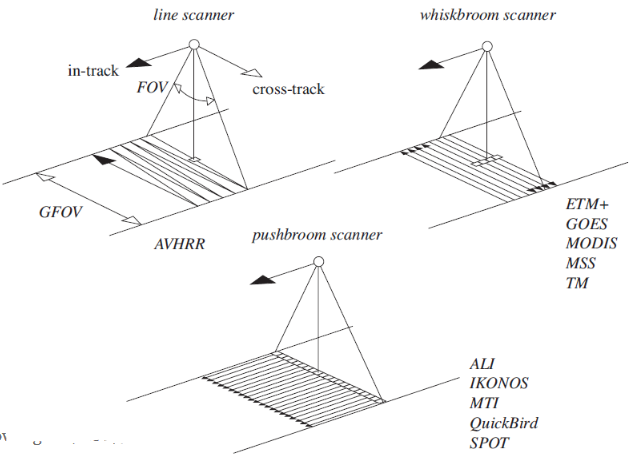 line scanner
whiskbroom scanner
in-track
FOV
cross-track
GFOV
AVHRR
ETM+
GOES
MODIS
MSS
TM
pushbroom scanner
ALI
IKONOS
MTI
QuickBird
SPOT